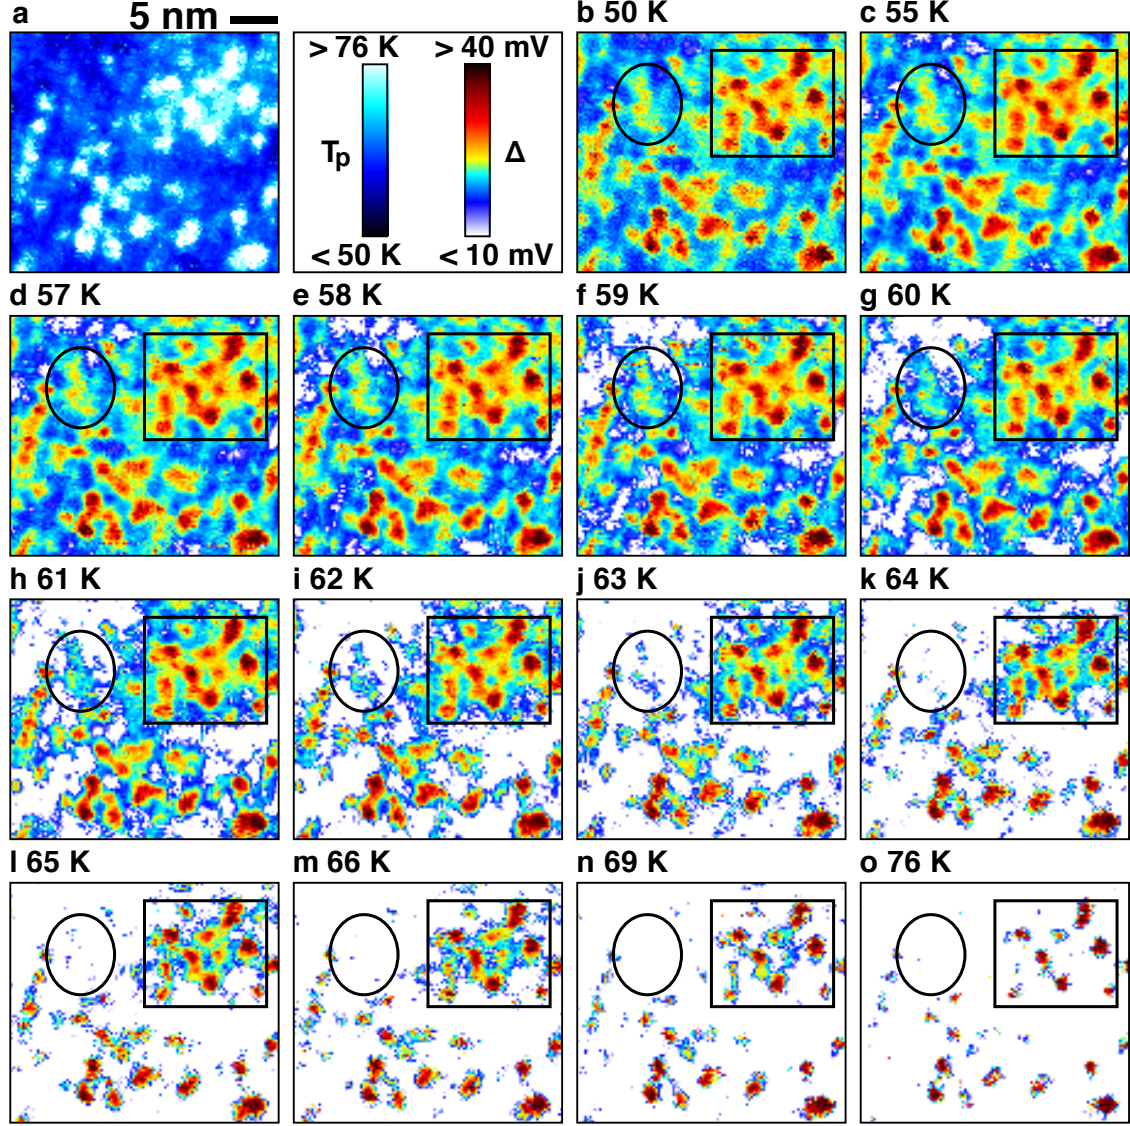 a 5 nm b 50 K c 55 K
> 76 K > 40 mV
Tp Δ
< 50 K < 10 mV
d 57 K e 58 K f 59 K g 60 K
h 61 K i 62 K j 63 K k 64 K
l 65 K m 66 K n 69 K o 76 K